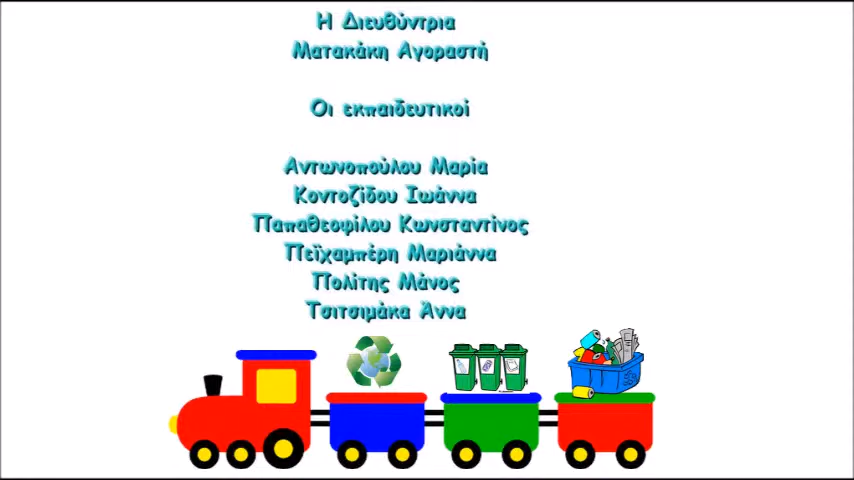 Η Διευθύντρια
Ματακάκη Αγοραστή
Οι εκπαιδευτικοί
Αντωνοπούλου Μαρία
Κοντοζίδου Ιωάννα
Παπαθεοφίλου Κωνσταντίνος
Πεϊχαμπέρη Μαριάννα
Πολίτης Μάνος
Τσιτσιμάκα Άννα